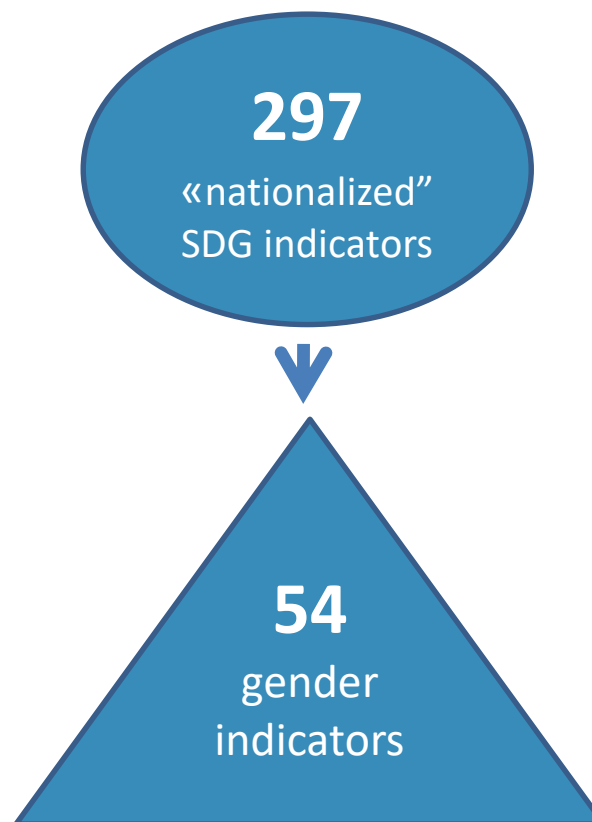 297
«nationalized”
SDG indicators
54
gender
indicators